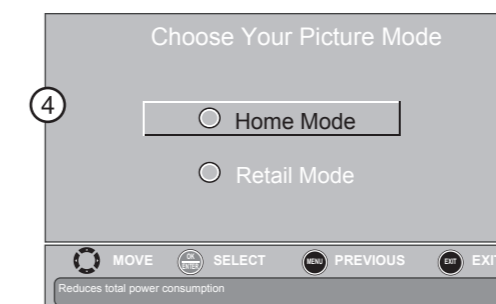 Choose Your Picture Mode
4
Home Mode
Retail Mode
MOVE OK ENTER SELECT MENU PREVIOUS EXIT EXIT
Reduces total power consumption